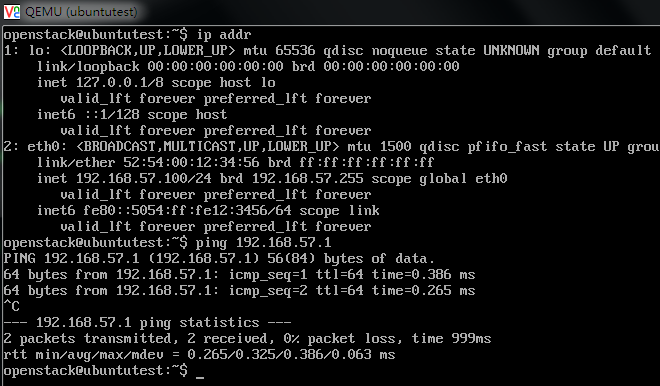 QEMU (ubuntutest)
openstack@ubuntutest:~$ ip addr
1: lo: <LOOPBACK,UP,LOWER_UP> mtu 65536 qdisc noqueue state UNKNOWN group default
link/loopback 00:00:00:00:00:00 brd 00:00:00:00:00:00
inet 127.0.0.1/8 scope host lo
valid_lft forever preferred_lft forever
inet6 ::1/128 scope host
valid_lft forever preferred_lft forever
2: eth0: <BROADCAST,MULTICAST,UP,LOWER_UP> mtu 1500 qdisc pfifo_fast state UP grou
link/ether 52:54:00:12:34:56 brd ff:ff:ff:ff:ff:ff
inet 192.168.57.100/24 brd 192.168.57.255 scope global eth0
valid_lft forever preferred_lft forever
inet6 fe80::5054:ff:fe12:3456/64 scope link
valid_lft forever preferred_lft forever
openstack@ubuntutest:~$ ping 192.168.57.1
PING 192.168.57.1 (192.168.57.1) 56(84) bytes of data.
64 bytes from 192.168.57.1: icmp_seq=1 ttl=64 time=0.386 ms
64 bytes from 192.168.57.1: icmp_seq=2 ttl=64 time=0.265 ms
^C
--- 192.168.57.1 ping statistics ---
2 packets transmitted, 2 received, 0% packet loss, time 999ms
rtt min/avg/max/mdev = 0.265/0.325/0.386/0.063 ms
openstack@ubuntutest:~$ _